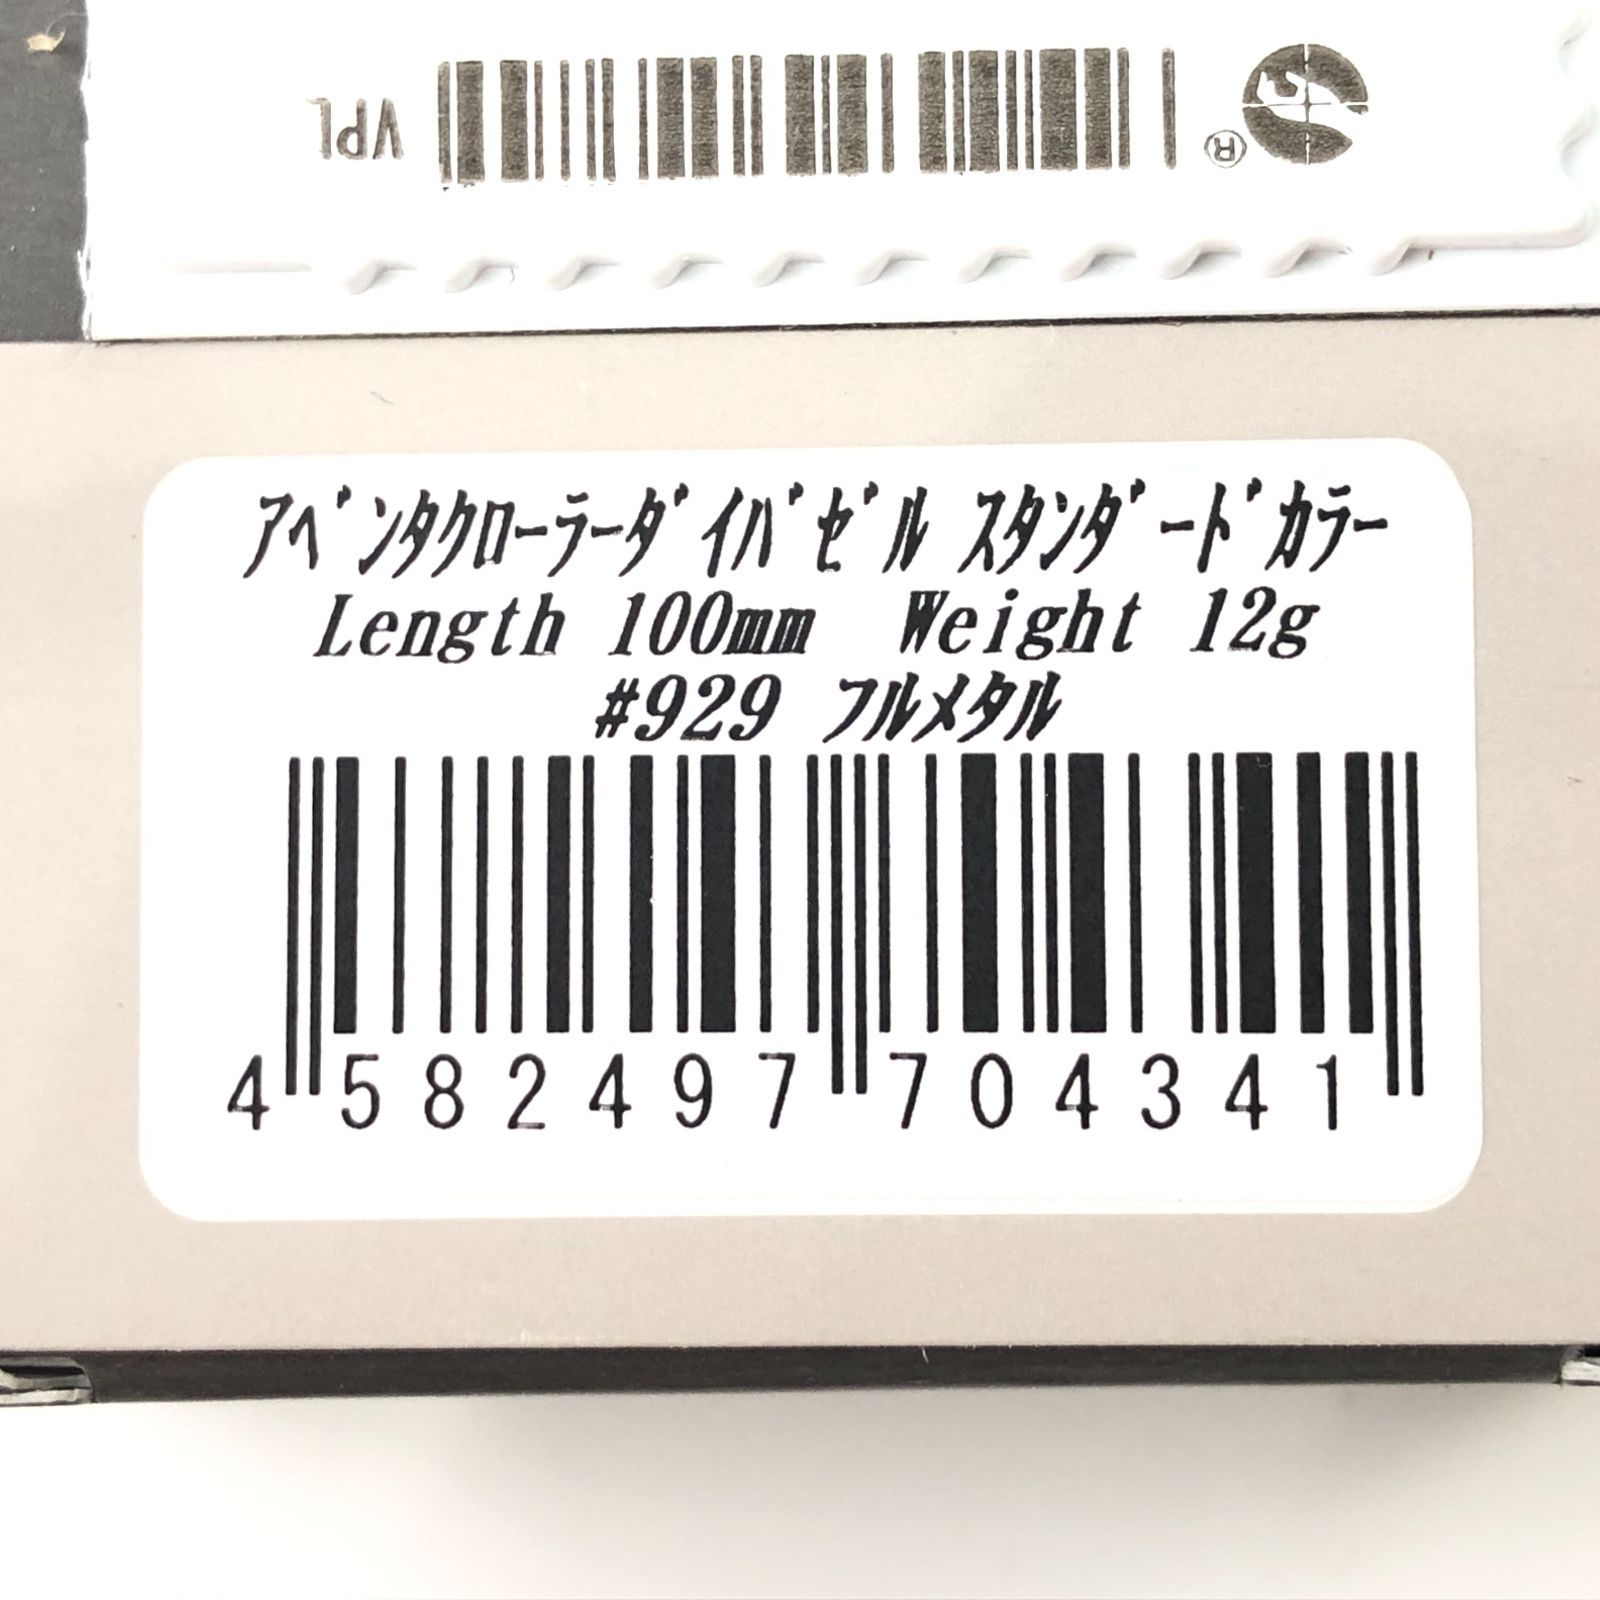 VPL
®
ｱﾍﾞﾝﾀｸﾛｰﾗｰﾀﾞｲﾊﾞｾﾞﾙ ｽﾀﾝﾀﾞｰﾄﾞｶﾗｰ
Length 100mm  Weight 12g
#929 ﾌﾙﾒﾀﾙ
4 582497 704341